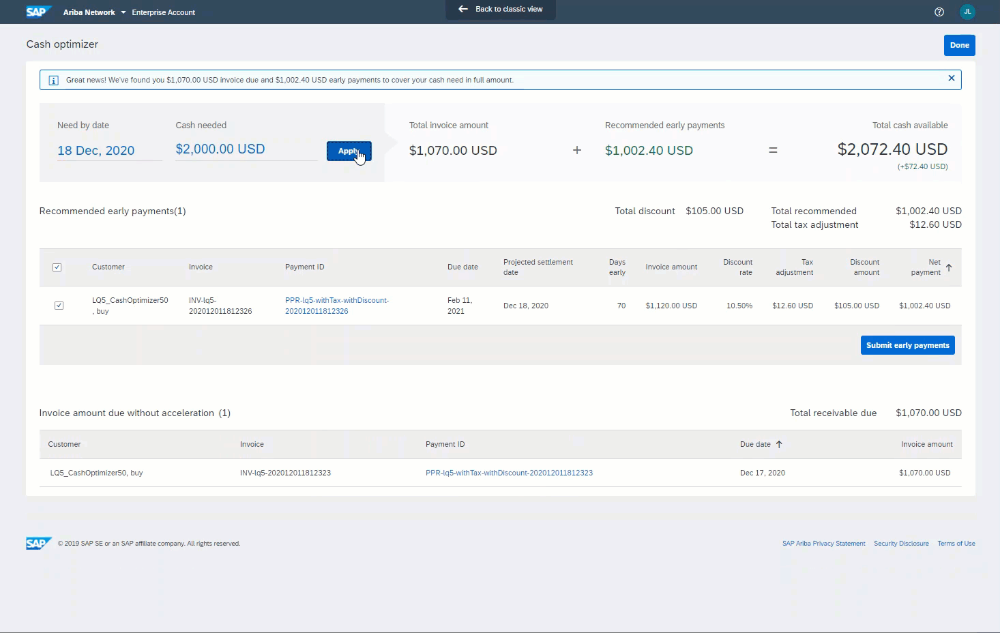 SAP Ariba Network Enterprise Account
Back to classic view
JL
Cash optimizer
Done
Great news! We've found you $1,070.00 USD invoice due and $1,002.40 USD early payments to cover your cash need in full amount.
Need by date
18 Dec, 2020
Cash needed
$2,000.00 USD
Apply
Total invoice amount
$1,070.00 USD
+
Recommended early payments
$1,002.40 USD
=
Total cash available
$2,072.40 USD
(+$72.40 USD)
Recommended early payments(1)
Total discount $105.00 USD
Total recommended $1,002.40 USD
Total tax adjustment $12.60 USD
Customer
Invoice
Payment ID
Due date
Projected settlement
date
Days
early
Invoice amount
Discount
rate
Tax
adjustment
Discount
amount
Net
payment
LQ5_CashOptimizer50
, buy
INV-lq5-
202012011812326
PPR-lq5-withTax-withDiscount-
202012011812326
Feb 11,
2021
Dec 18, 2020
70
$1,120.00 USD
10.50%
$12.60 USD
$105.00 USD
$1,002.40 USD
Submit early payments
Invoice amount due without acceleration (1)
Total receivable due $1,070.00 USD
Customer Invoice Payment ID Due date Invoice amount
LQ5_CashOptimizer50, buy INV-lq5-202012011812323 PPR-lq5-withTax-withDiscount-202012011812323 Dec 17, 2020 $1,070.00 USD
SAP © 2019 SAP SE or an SAP affiliate company. All rights reserved.
SAP Ariba Privacy Statement Security Disclosure Terms of Use